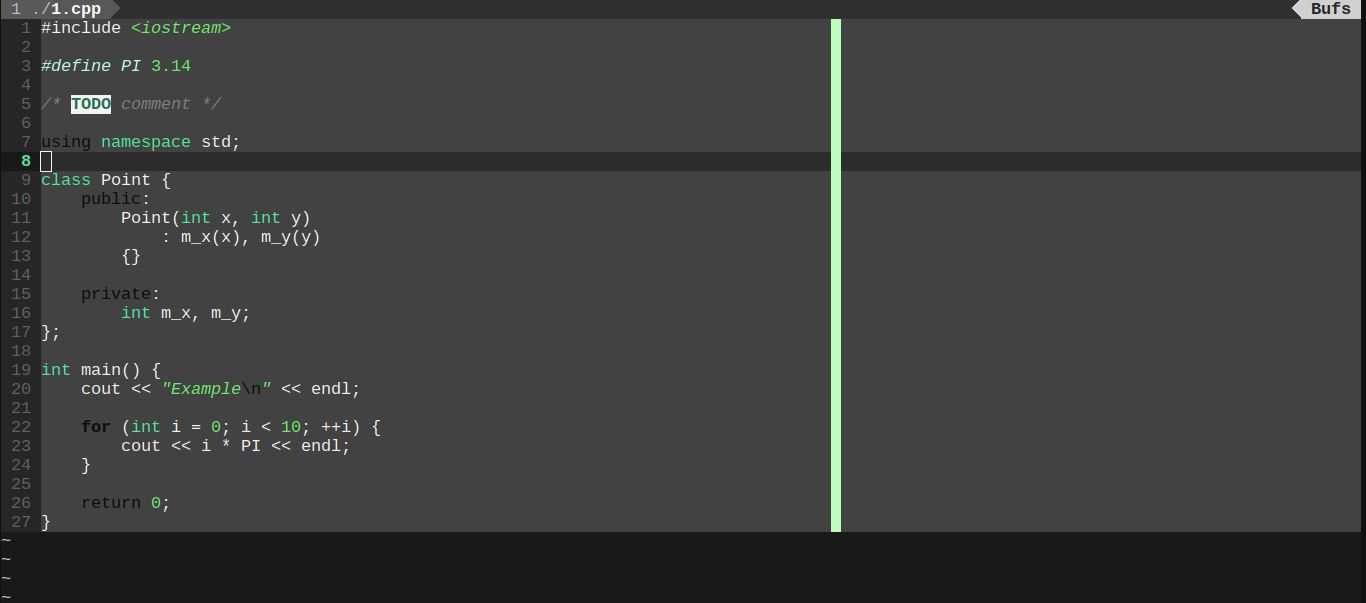 1 ./1.cpp Bufs
1 #include <iostream>
2
3 #define PI 3.14
4
5 /* TODO comment */
6
7 using namespace std;
8
9 class Point {
10     public:
11         Point(int x, int y)
12             : m_x(x), m_y(y)
13         {}
14
15     private:
16         int m_x, m_y;
17 };
18
19 int main() {
20     cout << "Example\n" << endl;
21
22     for (int i = 0; i < 10; ++i) {
23         cout << i * PI << endl;
24     }
25
26     return 0;
27 }
~
~
~
~